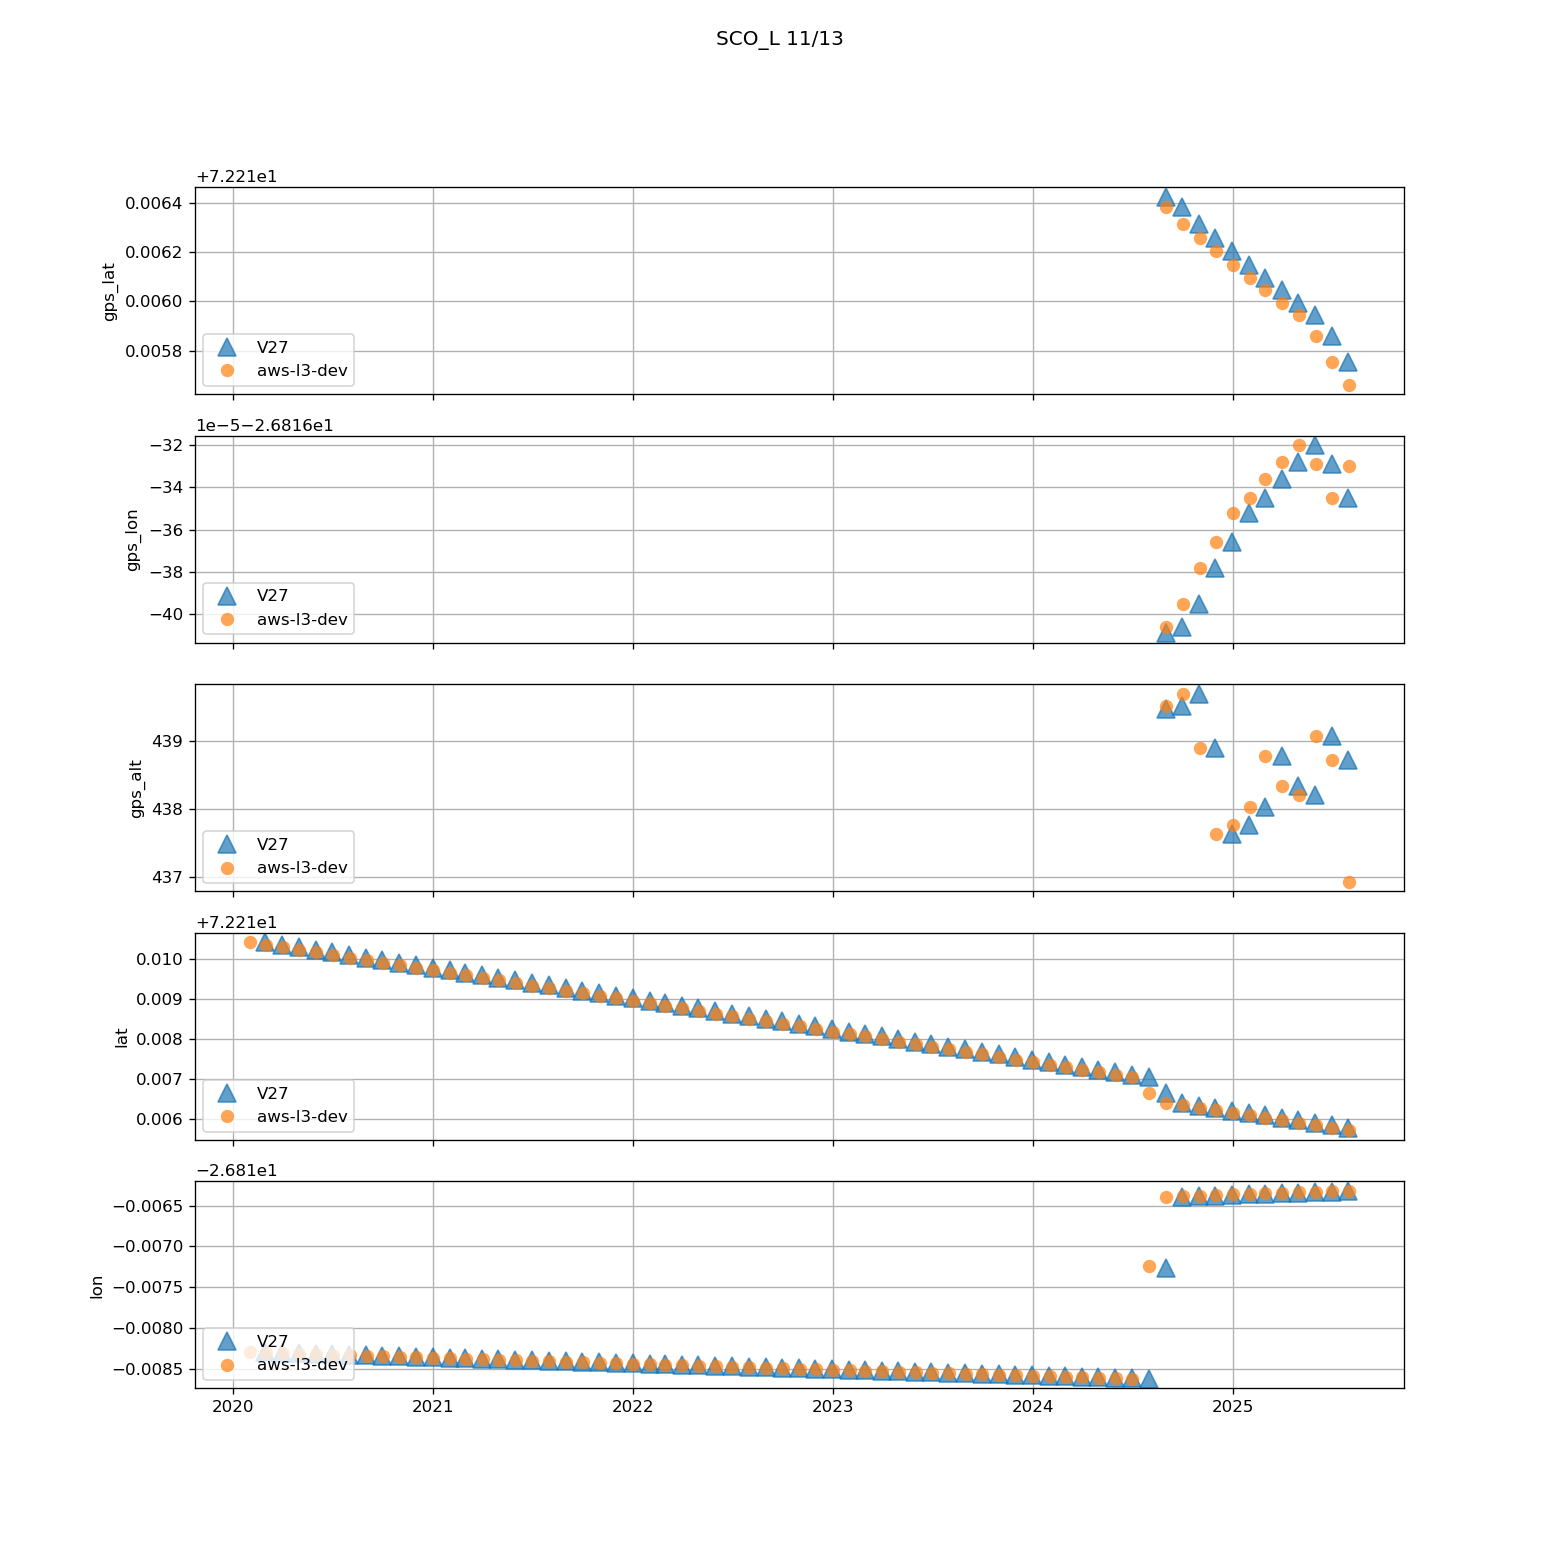 SCO_L 11/13
+7.221e1
0.0064
0.0062
0.0060
0.0058
gps_lat
V27
aws-l3-dev
1e−5−2.6816e1
−32
−34
−36
−38
−40
gps_lon
V27
aws-l3-dev
439
438
437
gps_alt
V27
aws-l3-dev
+7.221e1
0.010
0.009
0.008
0.007
0.006
lat
V27
aws-l3-dev
−2.681e1
−0.0065
−0.0070
−0.0075
−0.0080
−0.0085
lon
V27
aws-l3-dev
2020 2021 2022 2023 2024 2025